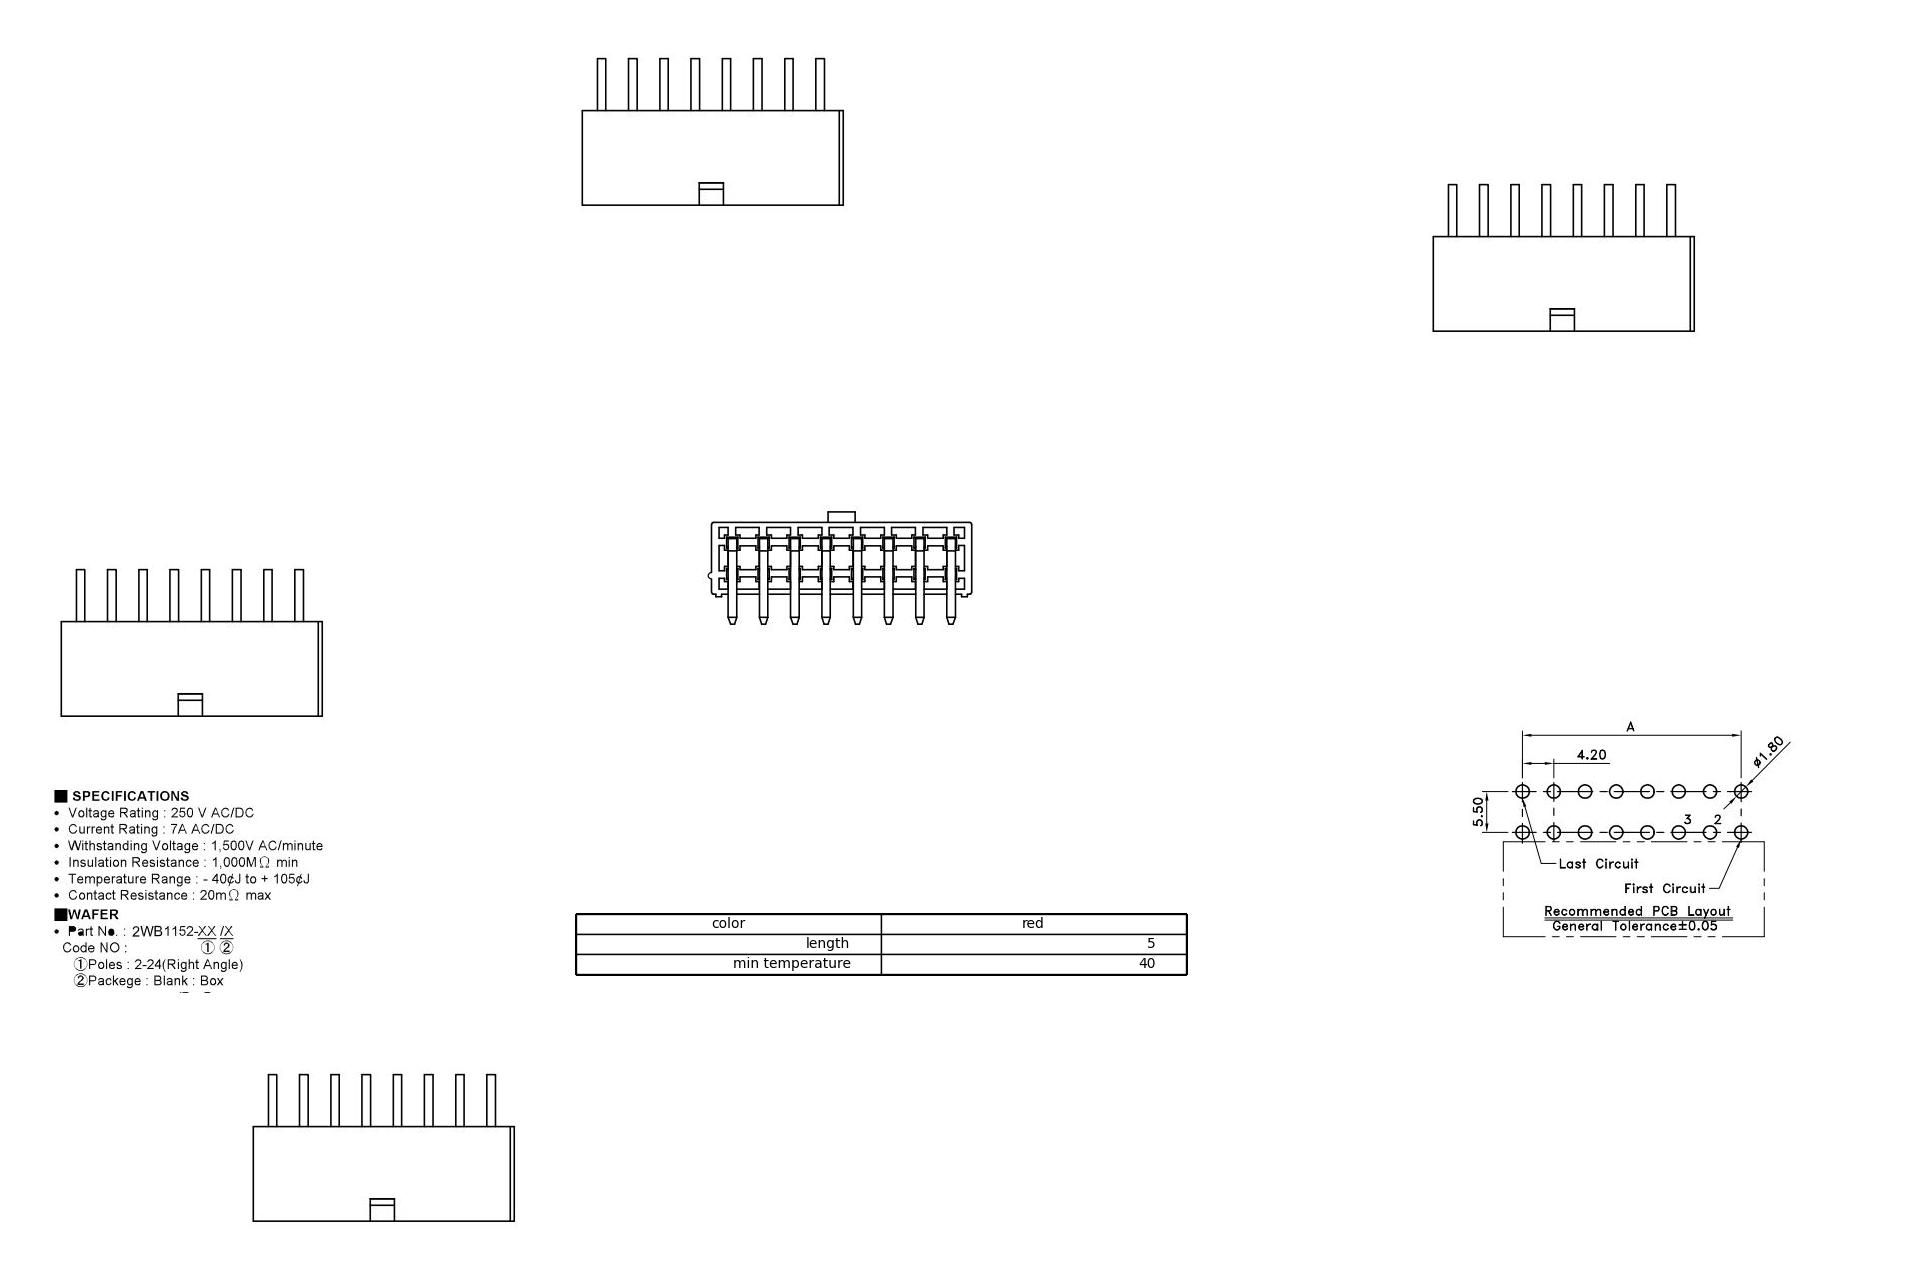 A
4.20
ø1.80
5.50
3 2
Last Circuit
First Circuit
Recommended PCB Layout
General Tolerance±0.05
■ SPECIFICATIONS
• Voltage Rating : 250 V AC/DC
• Current Rating : 7A AC/DC
• Withstanding Voltage : 1,500V AC/minute
• Insulation Resistance : 1,000MΩ min
• Temperature Range : - 40¢J to + 105¢J
• Contact Resistance : 20mΩ max
■WAFER
• Part No. : 2WB1152-XX /X
Code NO : ① ②
①Poles : 2-24(Right Angle)
②Packege : Blank : Box
color red
length 5
min temperature 40